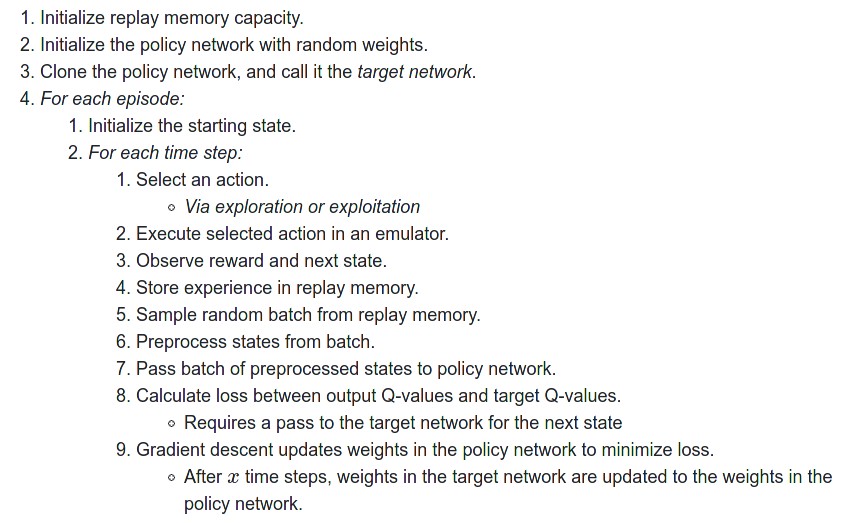 1. Initialize replay memory capacity.
2. Initialize the policy network with random weights.
3. Clone the policy network, and call it the target network.
4. For each episode:
1. Initialize the starting state.
2. For each time step:
1. Select an action.
∘ Via exploration or exploitation
2. Execute selected action in an emulator.
3. Observe reward and next state.
4. Store experience in replay memory.
5. Sample random batch from replay memory.
6. Preprocess states from batch.
7. Pass batch of preprocessed states to policy network.
8. Calculate loss between output Q-values and target Q-values.
∘ Requires a pass to the target network for the next state
9. Gradient descent updates weights in the policy network to minimize loss.
∘ After x time steps, weights in the target network are updated to the weights in the
policy network.